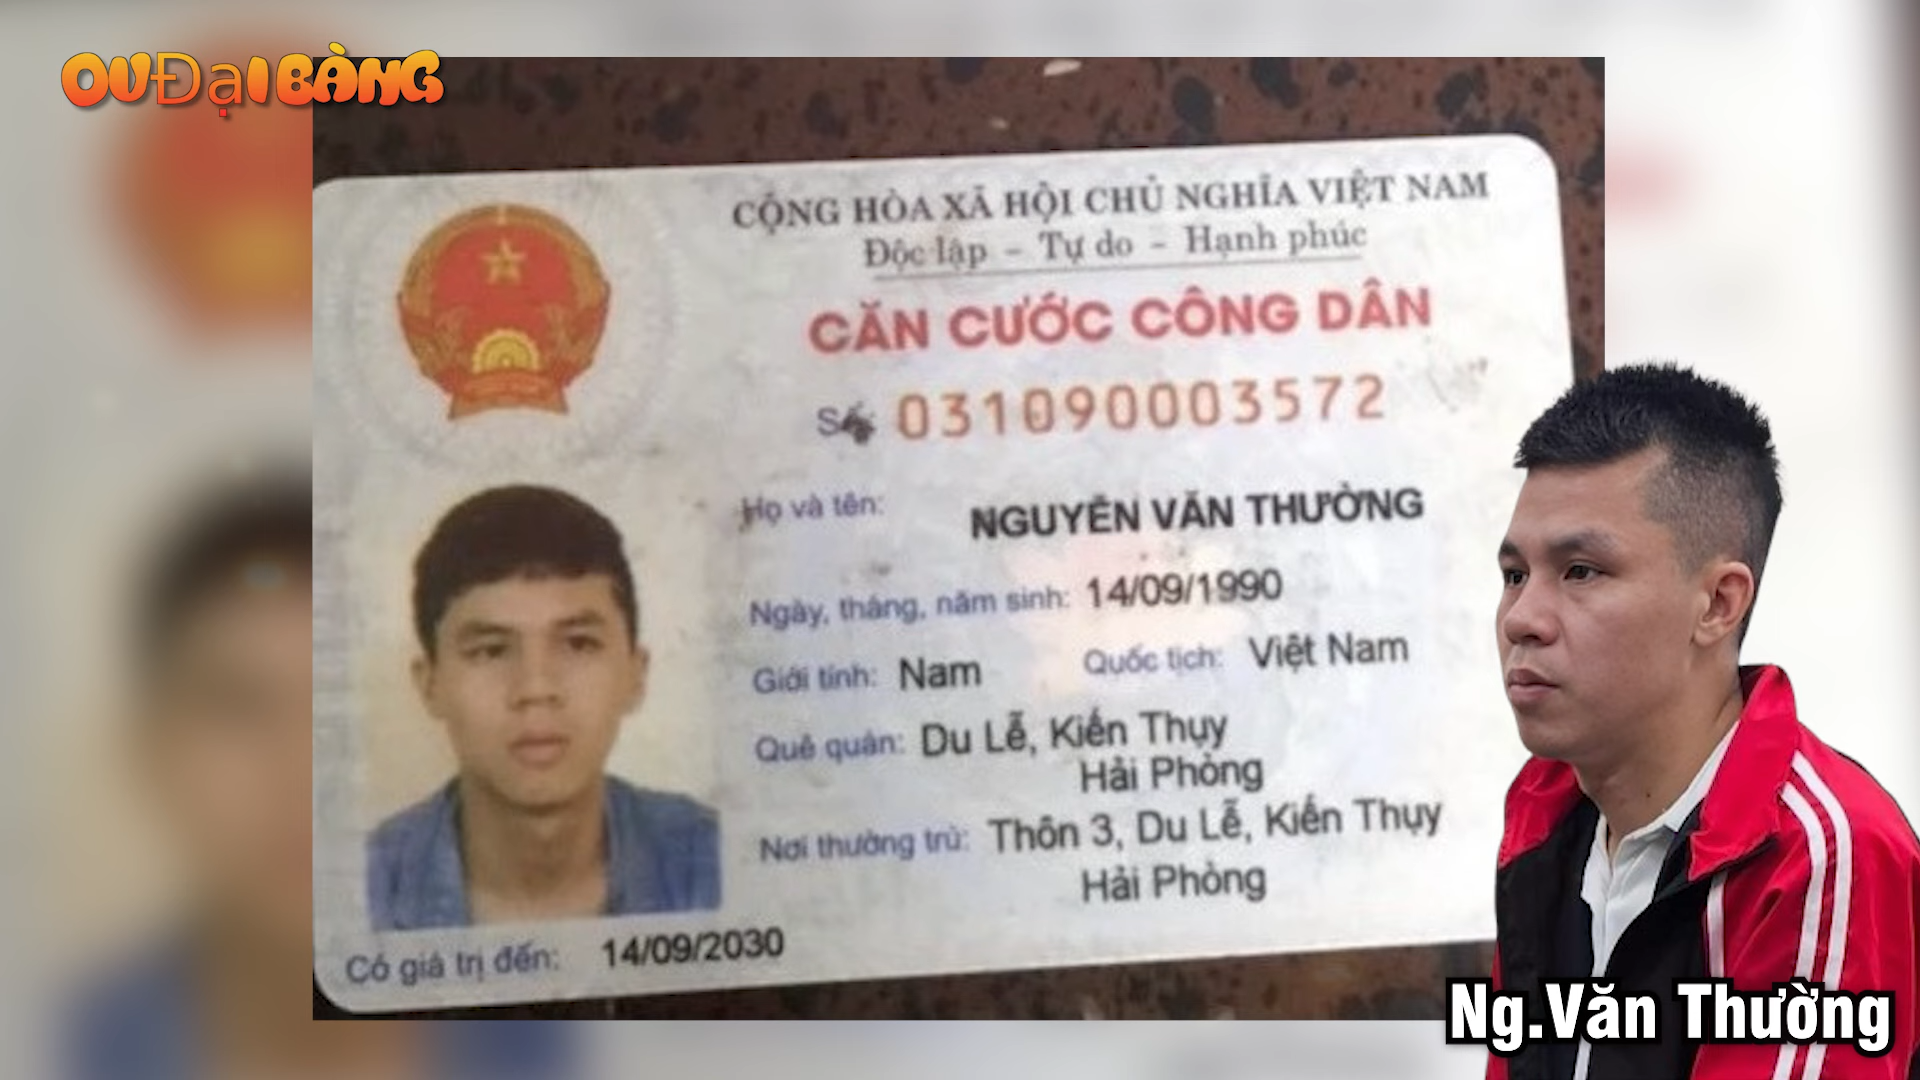 OUĐẠI BÀNG
CỘNG HÒA XÃ HỘI CHỦ NGHĨA VIỆT NAM
Độc lập - Tự do - Hạnh phúc
CĂN CƯỚC CÔNG DÂN
Số: 031090003572
Họ và tên: NGUYỄN VĂN THƯỜNG
Ngày, tháng, năm sinh: 14/09/1990
Giới tính: Nam Quốc tịch: Việt Nam
Quê quán: Du Lễ, Kiến Thụy
Hải Phòng
Nơi thường trú: Thôn 3, Du Lễ, Kiến Thụy
Hải Phòng
Có giá trị đến: 14/09/2030
Ng.Văn Thường